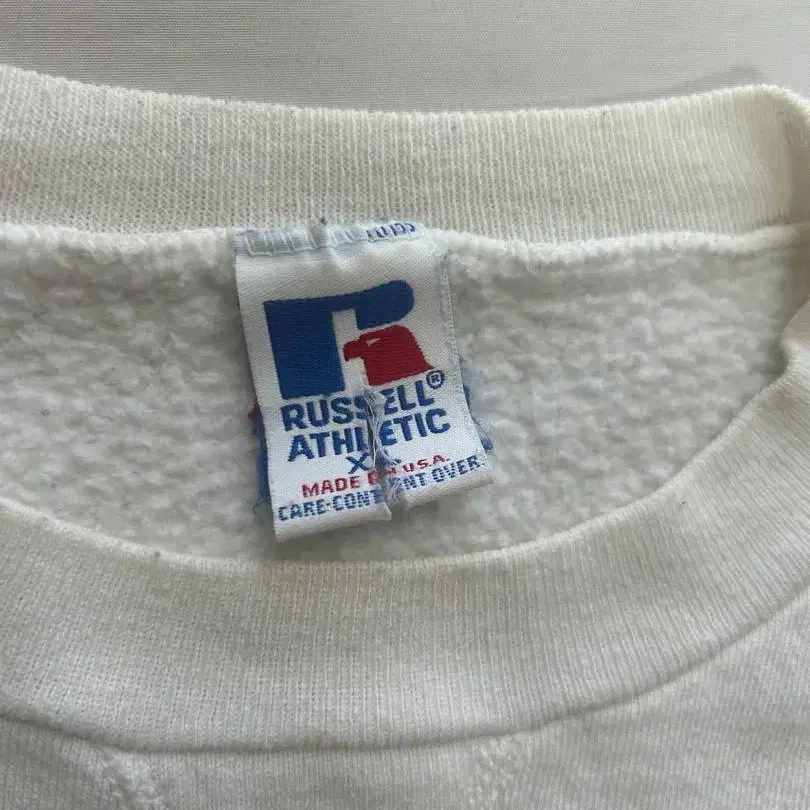 RUSSELL®
ATHLETIC
MADE IN U.S.A.
CARE-CONTENT OVER